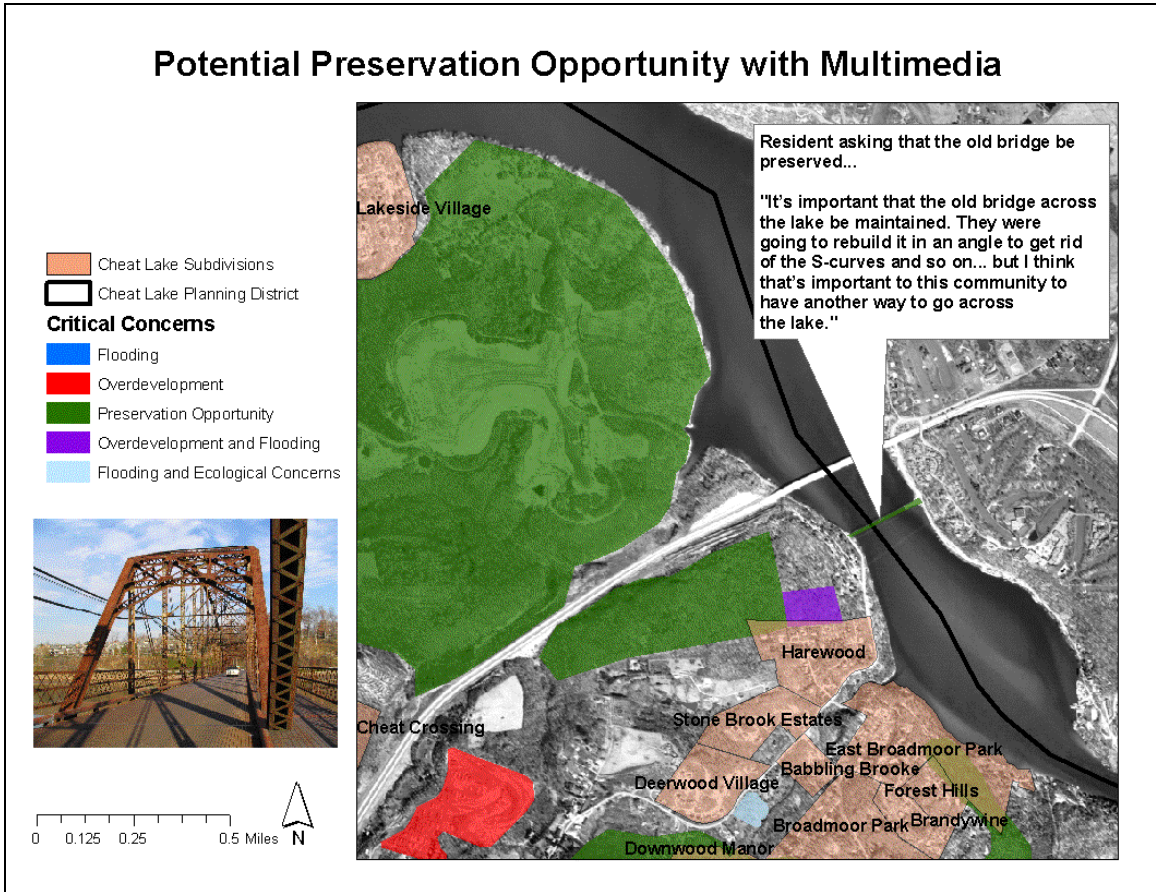 Potential Preservation Opportunity with Multimedia
Resident asking that the old bridge be
preserved...
"It's important that the old bridge across
the lake be maintained. They were
going to rebuild it in an angle to get rid
of the S-curves and so on... but I think
that's important to this community to
have another way to go across
the lake."
Lakeside Village
Cheat Lake Subdivisions
Cheat Lake Planning District
Critical Concerns
Flooding
Overdevelopment
Preservation Opportunity
Overdevelopment and Flooding
Flooding and Ecological Concerns
Harewood
Cheat Crossing
Stone Brook Estates
East Broadmoor Park
Babbling Brooke
Deerwood Village
Forest Hills
Broadmoor Park
Brandywine
Downwood Manor
0 0.125 0.25 0.5 Miles
N